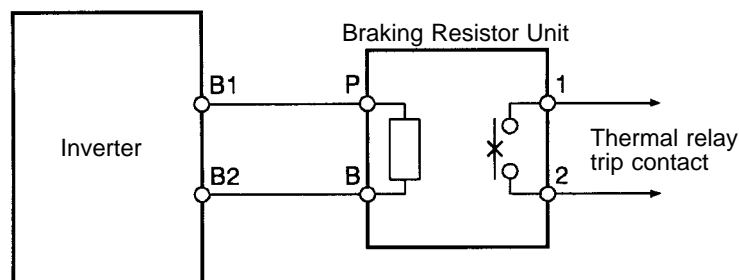 Braking Resistor Unit
B1
P
1
Inverter
Thermal relay
trip contact
B2
B
2